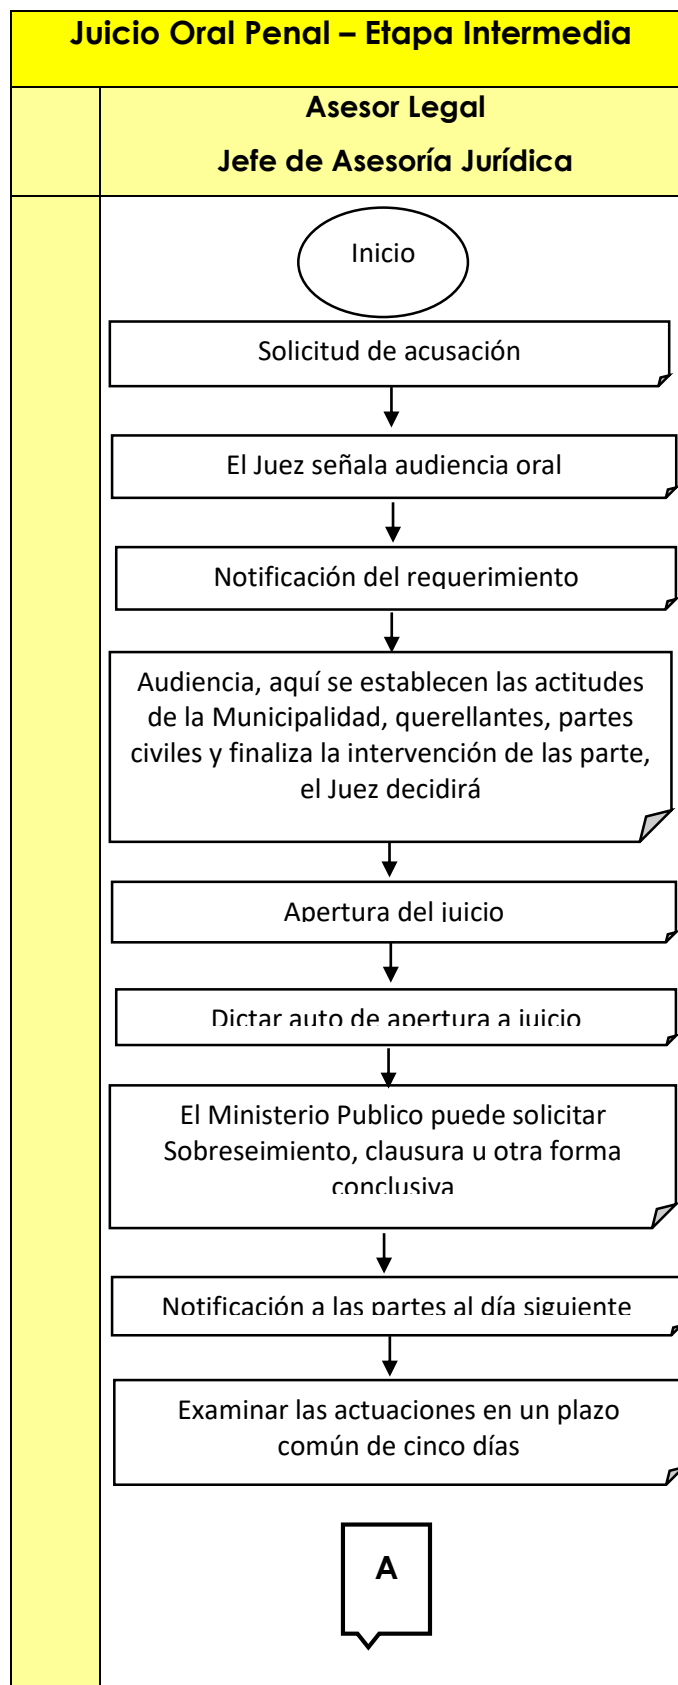 Juicio Oral Penal – Etapa Intermedia
Asesor Legal
Jefe de Asesoría Jurídica
Inicio
Solicitud de acusación
El Juez señala audiencia oral
Notificación del requerimiento
Audiencia, aquí se establecen las actitudes
de la Municipalidad, querellantes, partes
civiles y finaliza la intervención de las parte,
el Juez decidirá
Apertura del juicio
Dictar auto de apertura a juicio
El Ministerio Publico puede solicitar
Sobreseimiento, clausura u otra forma
conclusiva
Notificación a las partes al día siguiente
Examinar las actuaciones en un plazo
común de cinco días
A